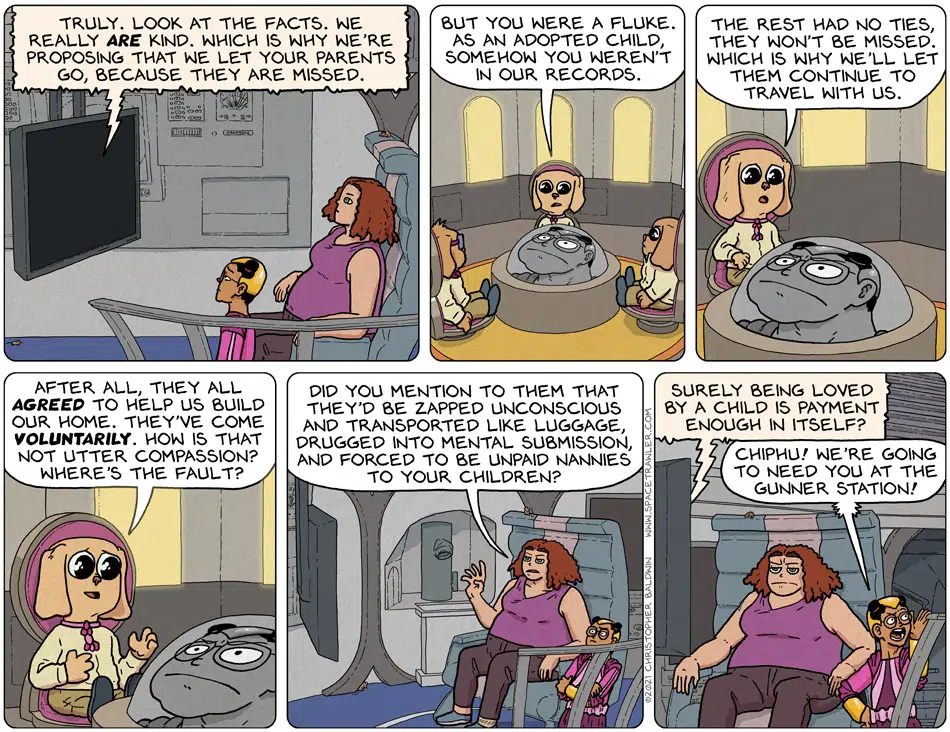 TRULY. LOOK AT THE FACTS. WE
REALLY ARE KIND. WHICH IS WHY WE'RE
PROPOSING THAT WE LET YOUR PARENTS
GO, BECAUSE THEY ARE MISSED.
BUT YOU WERE A FLUKE.
AS AN ADOPTED CHILD,
SOMEHOW YOU WEREN'T
IN OUR RECORDS.
THE REST HAD NO TIES,
THEY WON'T BE MISSED.
WHICH IS WHY WE'LL LET
THEM CONTINUE TO
TRAVEL WITH US.
AFTER ALL, THEY ALL
AGREED TO HELP US BUILD
OUR HOME. THEY'VE COME
VOLUNTARILY. HOW IS THAT
NOT UTTER COMPASSION?
WHERE'S THE FAULT?
DID YOU MENTION TO THEM THAT
THEY'D BE ZAPPED UNCONSCIOUS
AND TRANSPORTED LIKE LUGGAGE,
DRUGGED INTO MENTAL SUBMISSION,
AND FORCED TO BE UNPAID NANNIES
TO YOUR CHILDREN?
©2021 CHRISTOPHER BALDWIN WWW.SPACETRAWLER.COM
SURELY BEING LOVED
BY A CHILD IS PAYMENT
ENOUGH IN ITSELF?
CHIPHU! WE'RE GOING
TO NEED YOU AT THE
GUNNER STATION!